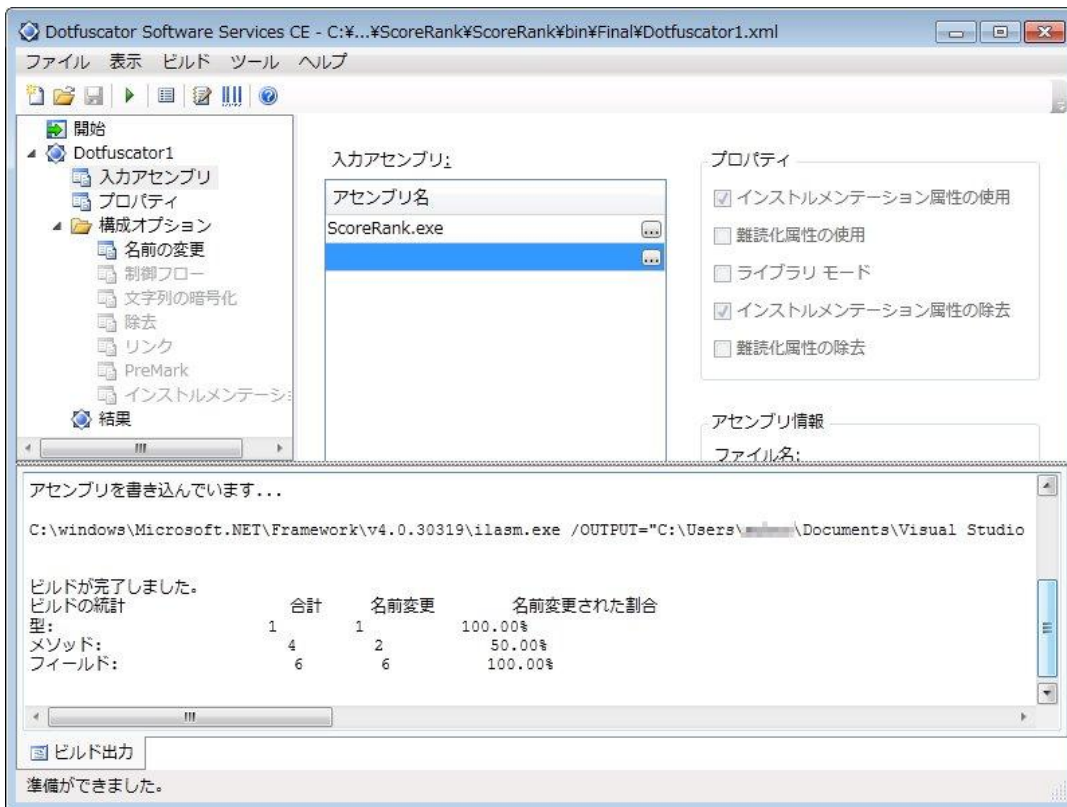 Dotfuscator Software Services CE - C:¥...¥ScoreRank¥ScoreRank¥bin¥Final¥Dotfuscator1.xml
ファイル 表示 ビルド ツール ヘルプ
開始
Dotfuscator1
入力アセンブリ
プロパティ
構成オプション
名前の変更
制御フロー
文字列の暗号化
除去
リンク
PreMark
インストルメンテーシ
結果
入力アセンブリ:
アセンブリ名
ScoreRank.exe
プロパティ
インストルメンテーション属性の使用
難読化属性の使用
ライブラリ モード
インストルメンテーション属性の除去
難読化属性の除去
アセンブリ情報
ファイル名:
アセンブリを書き込んでいます...
C:\windows\Microsoft.NET\Framework\v4.0.30319\ilasm.exe /OUTPUT="C:\Users\ \Documents\Visual Studio
ビルドが完了しました。
ビルドの統計 合計 名前変更 名前変更された割合
型: 1 1 100.00%
メソッド: 4 2 50.00%
フィールド: 6 6 100.00%
ビルド出力
準備ができました。